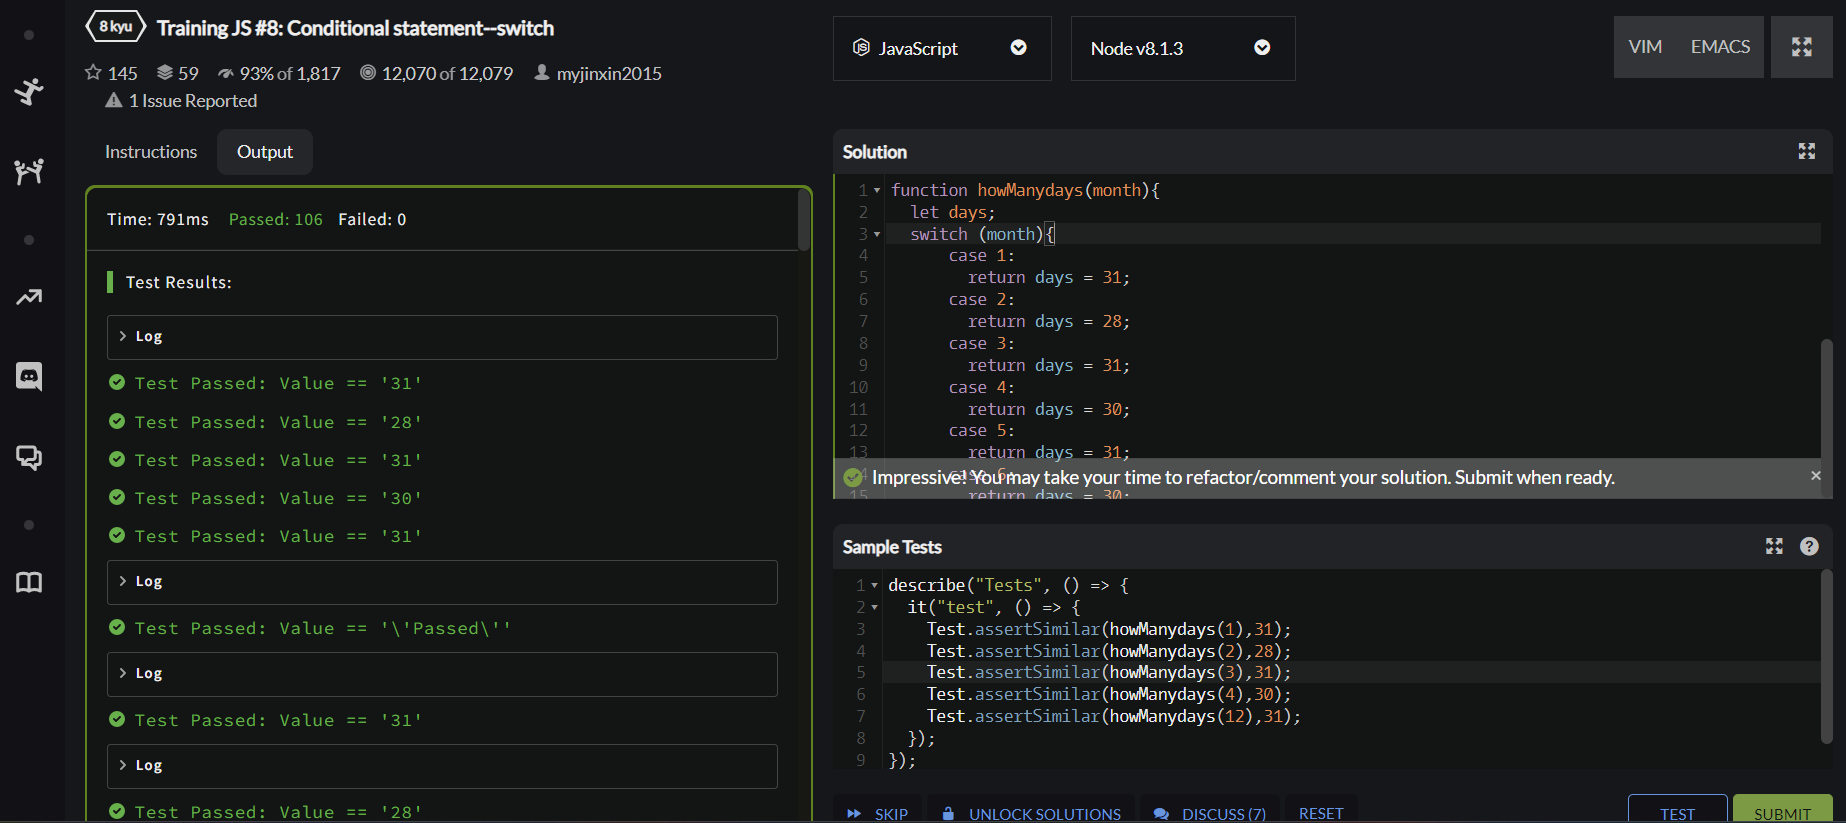 8 kyu Training JS #8: Conditional statement--switch
145 59 93% of 1,817 12,070 of 12,079 myjinxin2015
1 Issue Reported
Instructions Output
Time: 791ms Passed: 106 Failed: 0
Test Results:
> Log
Test Passed: Value == '31'
Test Passed: Value == '28'
Test Passed: Value == '31'
Test Passed: Value == '30'
Test Passed: Value == '31'
> Log
Test Passed: Value == '\'Passed\''
> Log
Test Passed: Value == '31'
> Log
Test Passed: Value == '28'
JS JavaScript Node v8.1.3 VIM EMACS
Solution
1 function howManydays(month){
2 let days;
3 switch (month){
4 case 1:
5 return days = 31;
6 case 2:
7 return days = 28;
8 case 3:
9 return days = 31;
10 case 4:
11 return days = 30;
12 case 5:
13 return days = 31;
14 case 6:
Impressive! You may take your time to refactor/comment your solution. Submit when ready. ×
15 return days = 30;
Sample Tests ?
1 describe("Tests", () => {
2 it("test", () => {
3 Test.assertSimilar(howManydays(1),31);
4 Test.assertSimilar(howManydays(2),28);
5 Test.assertSimilar(howManydays(3),31);
6 Test.assertSimilar(howManydays(4),30);
7 Test.assertSimilar(howManydays(12),31);
8 });
9 });
SKIP UNLOCK SOLUTIONS DISCUSS (7) RESET TEST SUBMIT